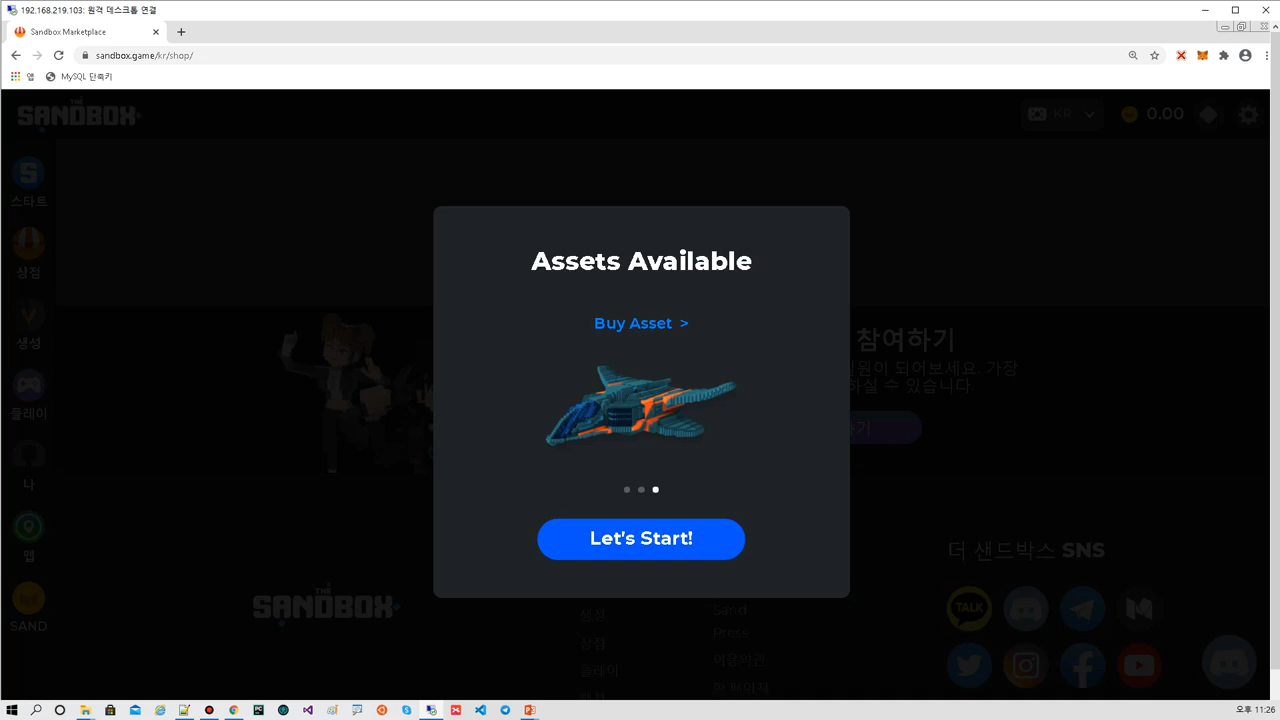 192.168.219.103: 원격 데스크톱 연결
Sandbox Marketplace
sandbox.game/kr/shop/
앱
MySQL 단축키
THE SANDBOX
KR
0.00
스타트
상점
생성
플레이
나
맵
SAND
Assets Available
Buy Asset >
Let's Start!
참여하기
되어보세요. 가장
하실 수 있습니다.
더 샌드박스 SNS
THE SANDBOX
생성
상점
플레이
Sand
Press
이용약관
TALK
오후 11:26